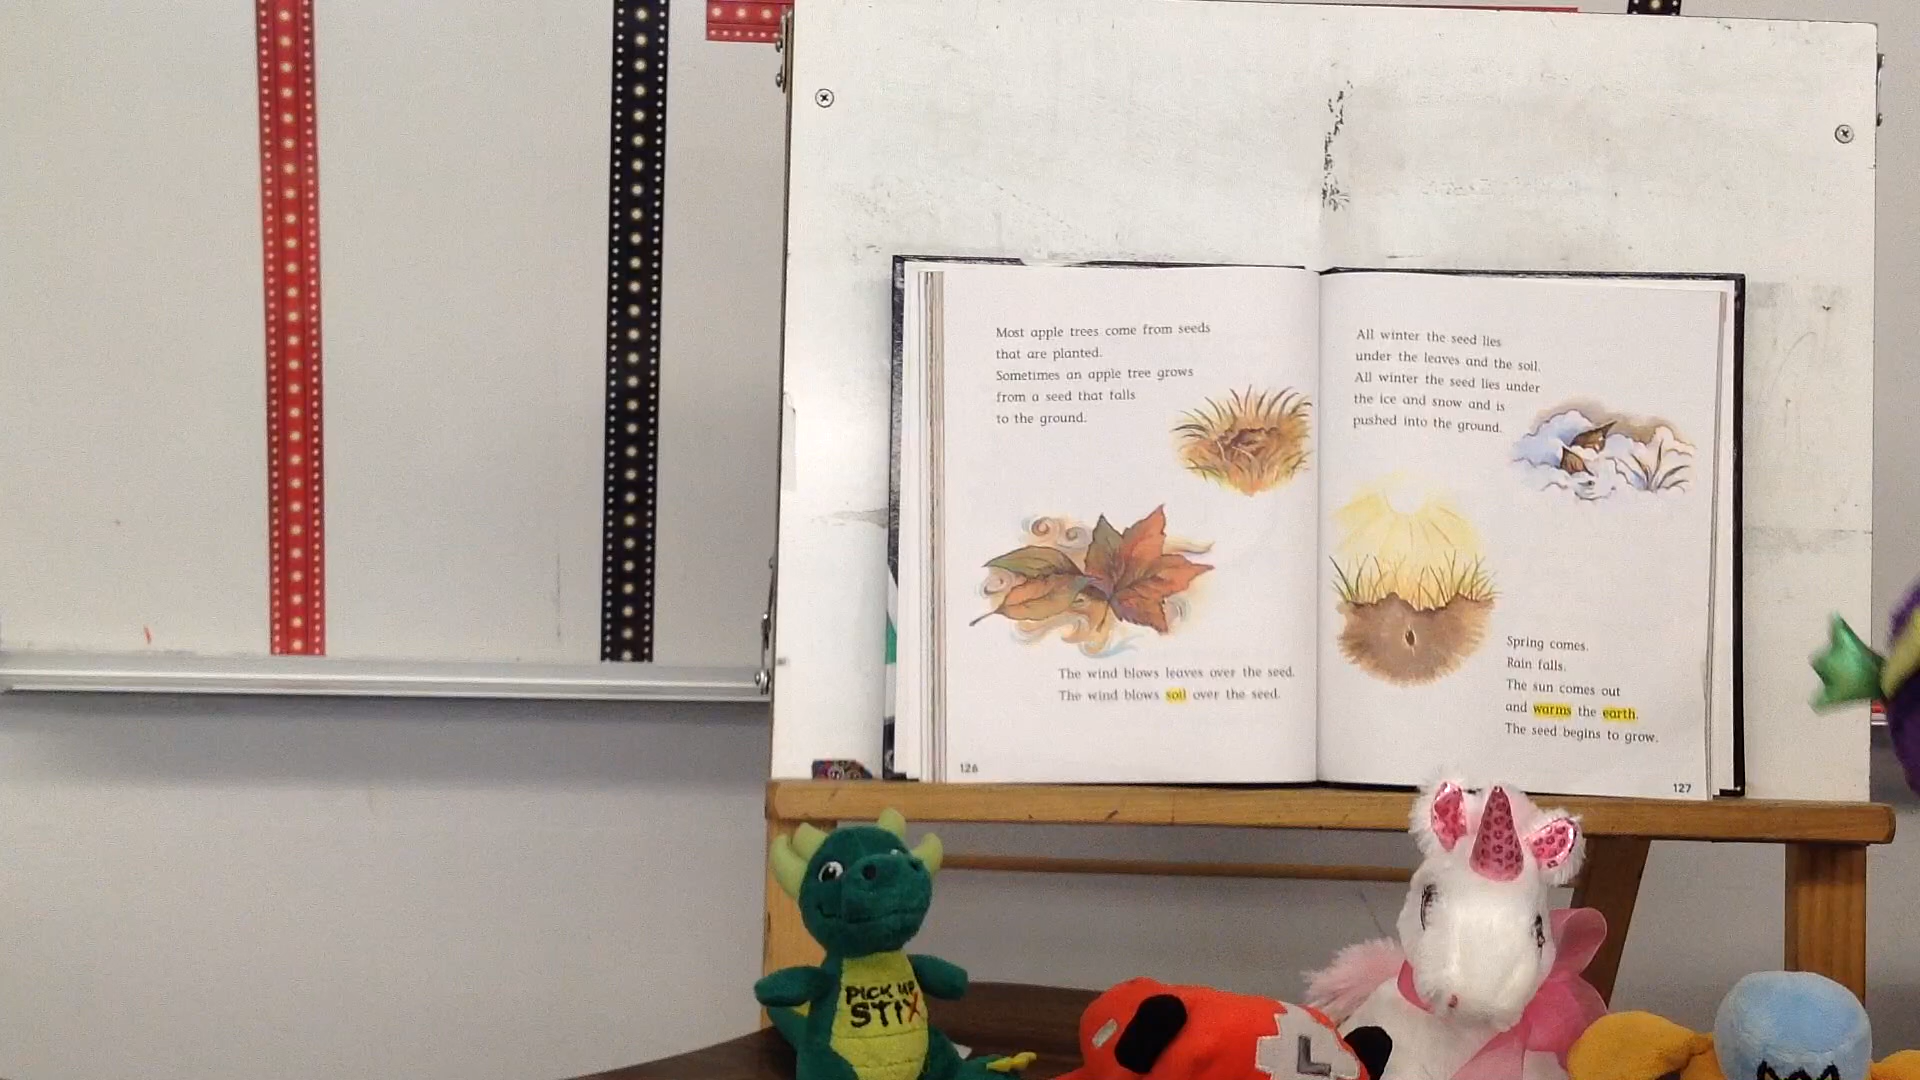 Most apple trees come from seeds
that are planted.
Sometimes an apple tree grows
from a seed that falls
to the ground.
The wind blows leaves over the seed.
The wind blows soil over the seed.
126
All winter the seed lies
under the leaves and the soil.
All winter the seed lies under
the ice and snow and is
pushed into the ground.
Spring comes.
Rain falls.
The sun comes out
and warms the earth.
The seed begins to grow.
127
PICK UP
STIX